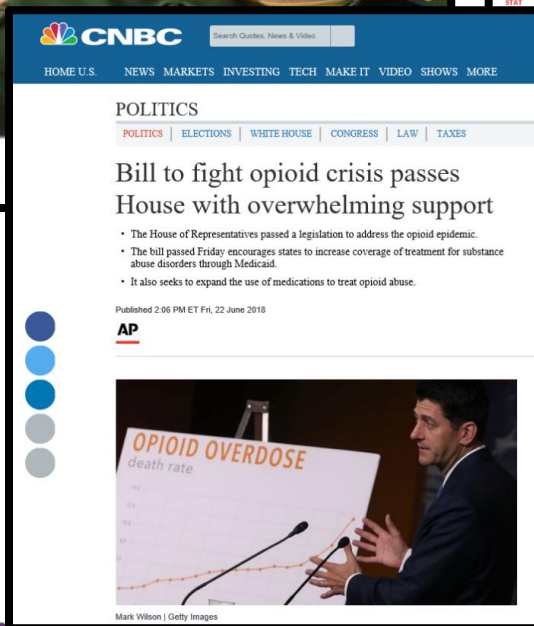 STAT
CNBC
Search Quotes, News & Video
HOME U.S. NEWS MARKETS INVESTING TECH MAKE IT VIDEO SHOWS MORE
POLITICS
POLITICS | ELECTIONS | WHITE HOUSE | CONGRESS | LAW | TAXES
Bill to fight opioid crisis passes
House with overwhelming support
• The House of Representatives passed a legislation to address the opioid epidemic.
• The bill passed Friday encourages states to increase coverage of treatment for substance
abuse disorders through Medicaid.
• It also seeks to expand the use of medications to treat opioid abuse.
Published 2:06 PM ET Fri, 22 June 2018
AP
OPIOID OVERDOSE
death rate
Mark Wilson | Getty Images